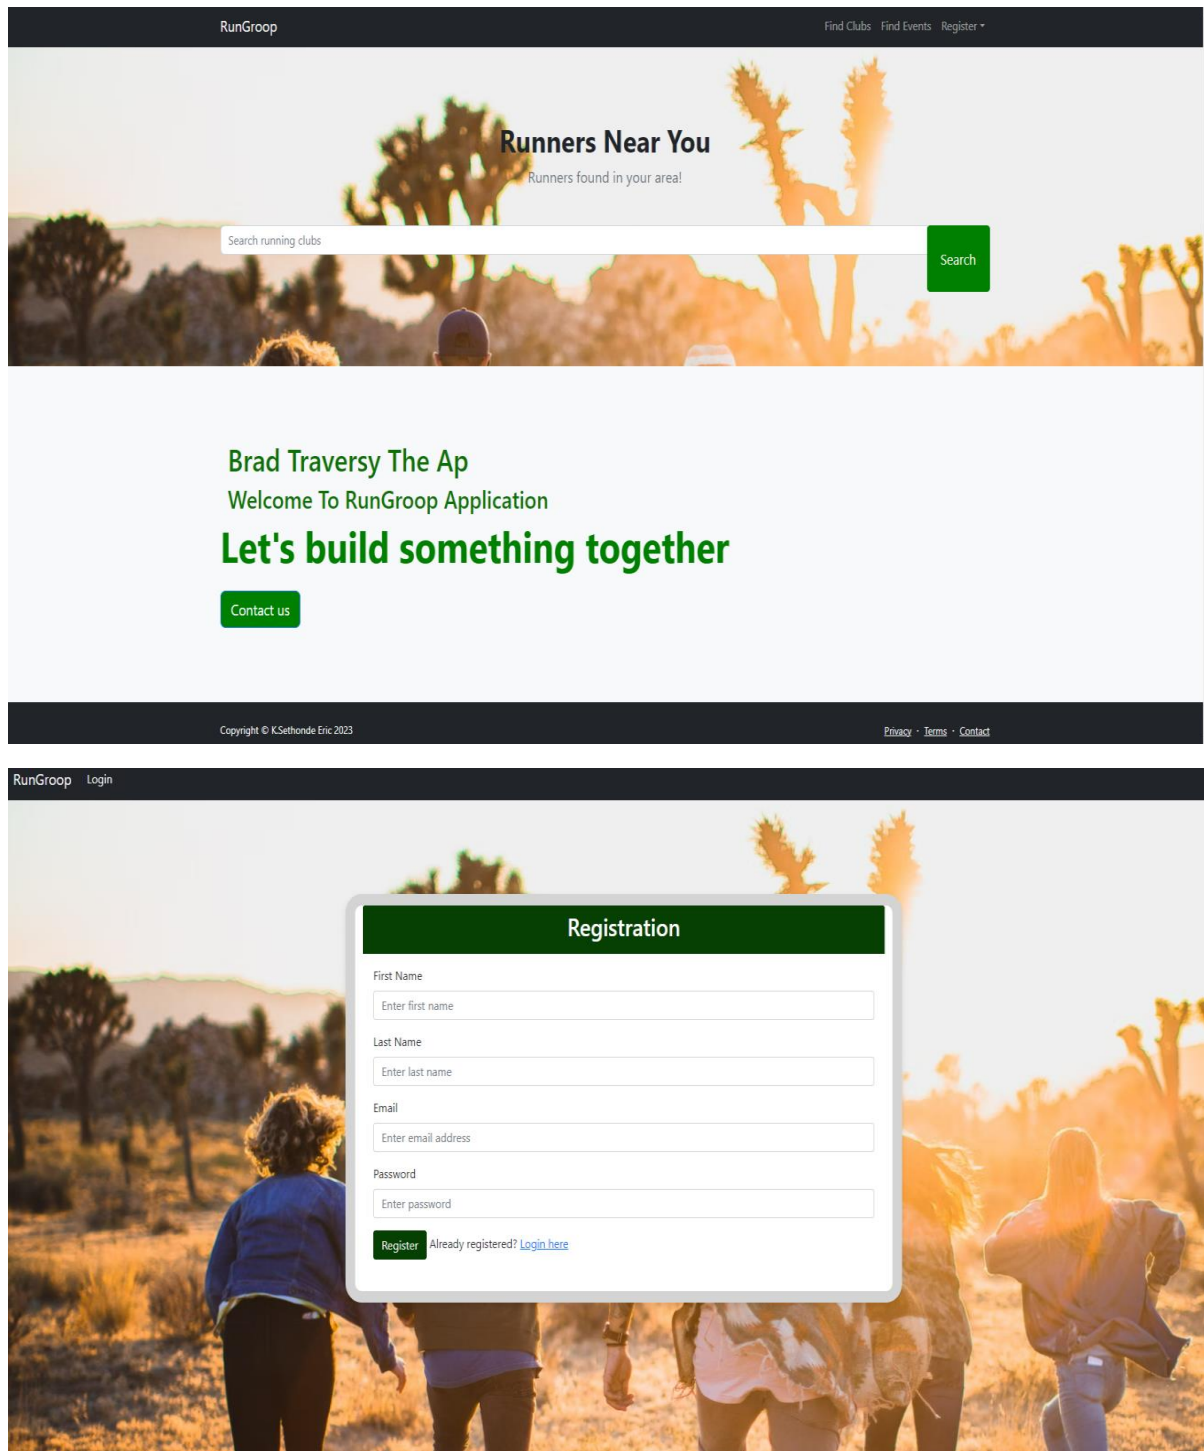 RunGroop Find Clubs Find Events Register
Runners Near You
Runners found in your area!
Search running clubs
Search
Brad Traversy The Ap
Welcome To RunGroop Application
Let's build something together
Contact us
Copyright © K.Sethonde Eric 2023 Privacy · Terms · Contact
RunGroop Login
Registration
First Name
Enter first name
Last Name
Enter last name
Email
Enter email address
Password
Enter password
Register Already registered? Login here